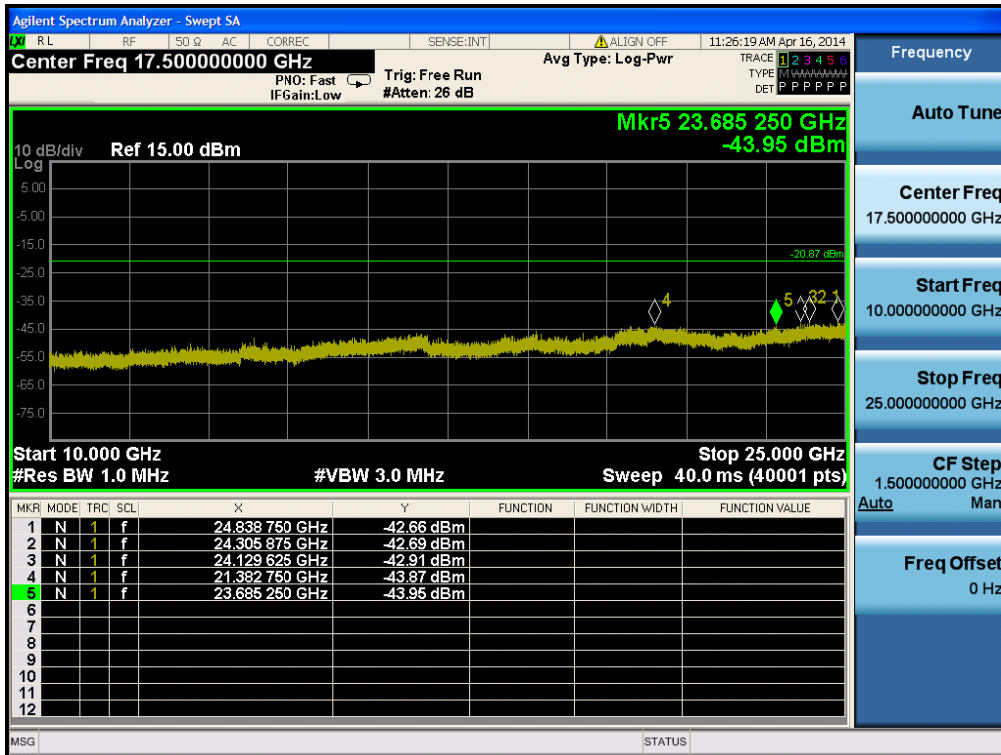 Agilent Spectrum Analyzer - Swept SA
LXI RL RF 50 Ω AC CORREC SENSE:INT ALIGN OFF 11:26:19 AM Apr 16, 2014
Center Freq 17.500000000 GHz
PNO: Fast
IFGain:Low
Trig: Free Run
#Atten: 26 dB
Avg Type: Log-Pwr
TRACE 1 2 3 4 5 6
TYPE M
DET P P P P P P
Mkr5 23.685 250 GHz
-43.95 dBm
10 dB/div Ref 15.00 dBm
Log
5.00
-5.00
-15.0
-20.87 dBm
-25.0
-35.0
4 5 3 2 1
-45.0
-55.0
-65.0
-75.0
Start 10.000 GHz Stop 25.000 GHz
#Res BW 1.0 MHz #VBW 3.0 MHz Sweep 40.0 ms (40001 pts)
MKR MODE TRC SCL X Y FUNCTION FUNCTION WIDTH FUNCTION VALUE
1 N 1 f 24.838 750 GHz -42.66 dBm
2 N 1 f 24.305 875 GHz -42.69 dBm
3 N 1 f 24.129 625 GHz -42.91 dBm
4 N 1 f 21.382 750 GHz -43.87 dBm
5 N 1 f 23.685 250 GHz -43.95 dBm
6
7
8
9
10
11
12
MSG STATUS
Frequency
Auto Tune
Center Freq
17.500000000 GHz
Start Freq
10.000000000 GHz
Stop Freq
25.000000000 GHz
CF Step
1.500000000 GHz
Auto Man
Freq Offset
0 Hz